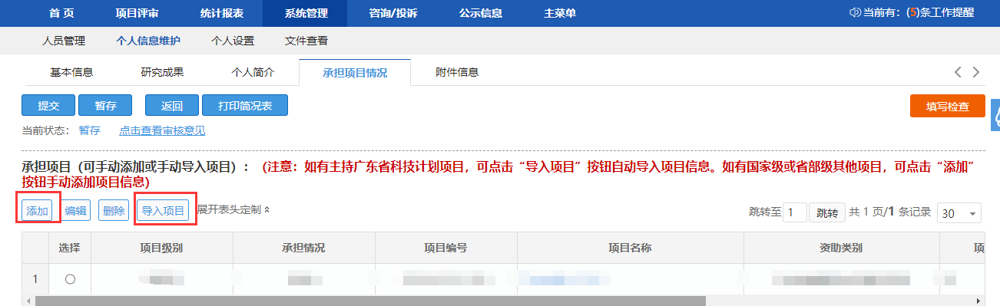 首 页 项目评审 统计报表 系统管理 咨询/投诉 公示信息 主菜单 当前有：(5)条工作提醒
人员管理 个人信息维护 个人设置 文件查看
基本信息 研究成果 个人简介 承担项目情况 附件信息
提交 暂存 返回 打印简况表 填写检查
当前状态： 暂存 点击查看审核意见
承担项目（可手动添加或手动导入项目）：（注意：如有主持广东省科技计划项目，可点击“导入项目”按钮自动导入项目信息。如有国家级或省部级其他项目，可点击“添加”
按钮手动添加项目信息)
添加 编辑 删除 导入项目 展开表头定制 跳转至 1 跳转 共 1 页/1 条记录 30
选择 项目级别 承担情况 项目编号 项目名称 资助类别
1